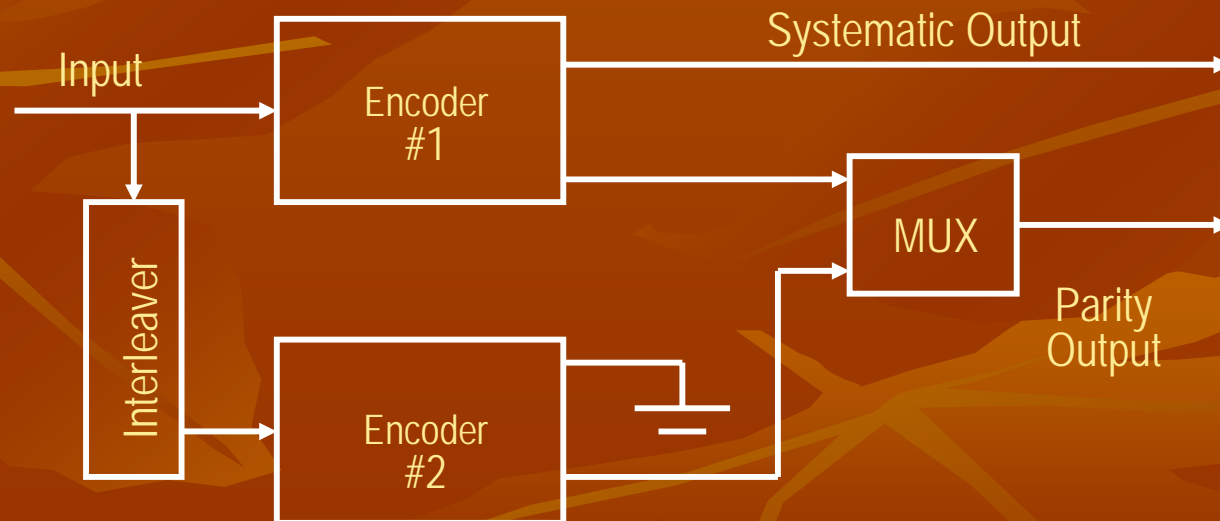 Systematic Output
Input
Encoder
#1
MUX
Interleaver
Parity
Output
Encoder
#2